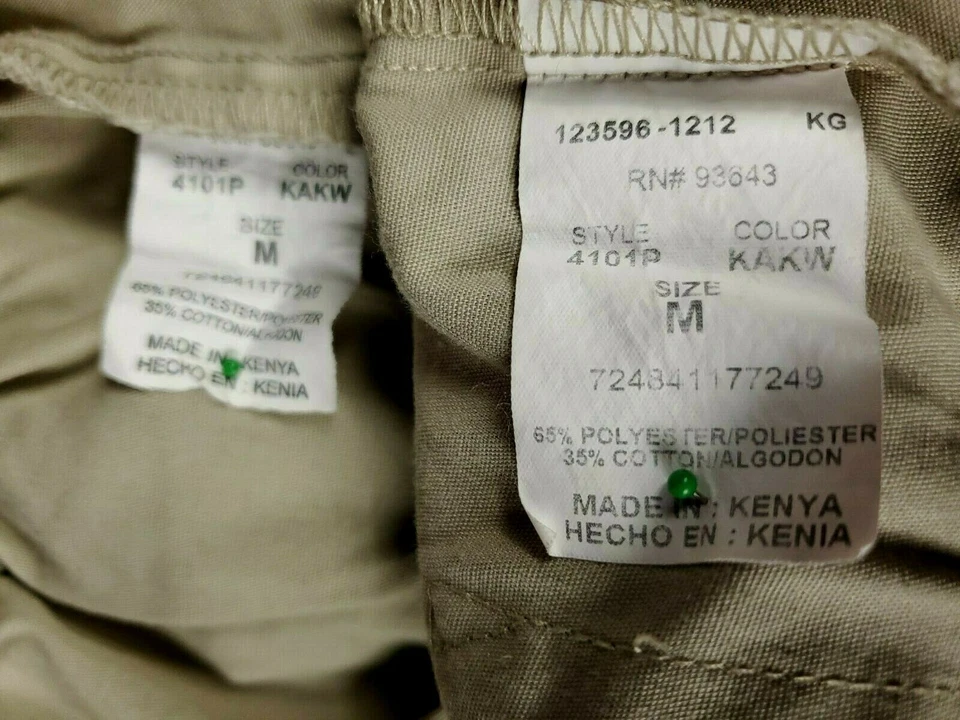 STYLE COLOR
4101P KAKW
SIZE
M
724841177249
65% POLYESTER/POLIESTER
35% COTTON/ALGODON
MADE IN : KENYA
HECHO EN : KENIA
123596-1212 KG
RN# 93643
STYLE COLOR
4101P KAKW
SIZE
M
724841177249
65% POLYESTER/POLIESTER
35% COTTON/ALGODON
MADE IN : KENYA
HECHO EN : KENIA